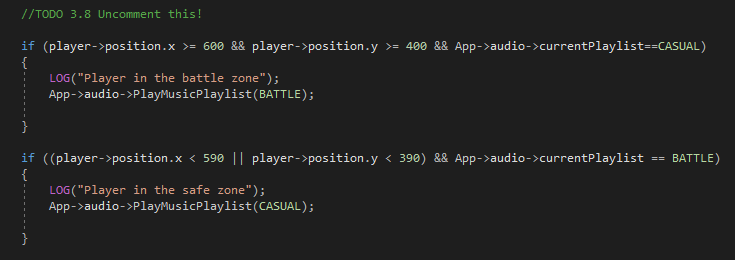 //TODO 3.8 Uncomment this!
if (player->position.x >= 600 && player->position.y >= 400 && App->audio->currentPlaylist==CASUAL)
{
LOG("Player in the battle zone");
App->audio->PlayMusicPlaylist(BATTLE);
}
if ((player->position.x < 590 || player->position.y < 390) && App->audio->currentPlaylist == BATTLE)
{
LOG("Player in the safe zone");
App->audio->PlayMusicPlaylist(CASUAL);
}